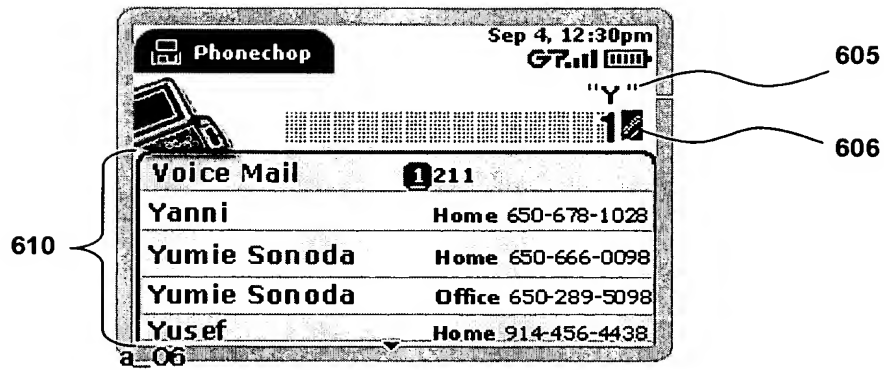 Sep 4, 12:30pm
Phonechop
G7
605
"Y"
1
606
Voice Mail 1 211
Yanni Home 650-678-1028
610
Yumie Sonoda Home 650-666-0098
Yumie Sonoda Office 650-289-5098
Yusef Home 914-456-4438
a_06